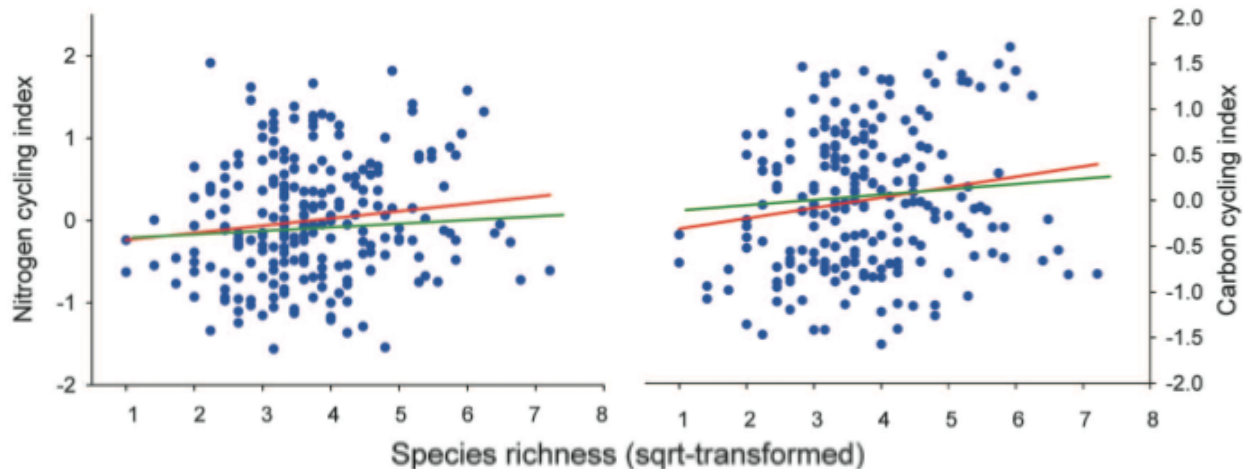 Nitrogen cycling index
2
1
0
-1
-2
1 2 3 4 5 6 7 8
2.0
1.5
1.0
0.5
0.0
-0.5
-1.0
-1.5
-2.0
Carbon cycling index
1 2 3 4 5 6 7 8
Species richness (sqrt-transformed)